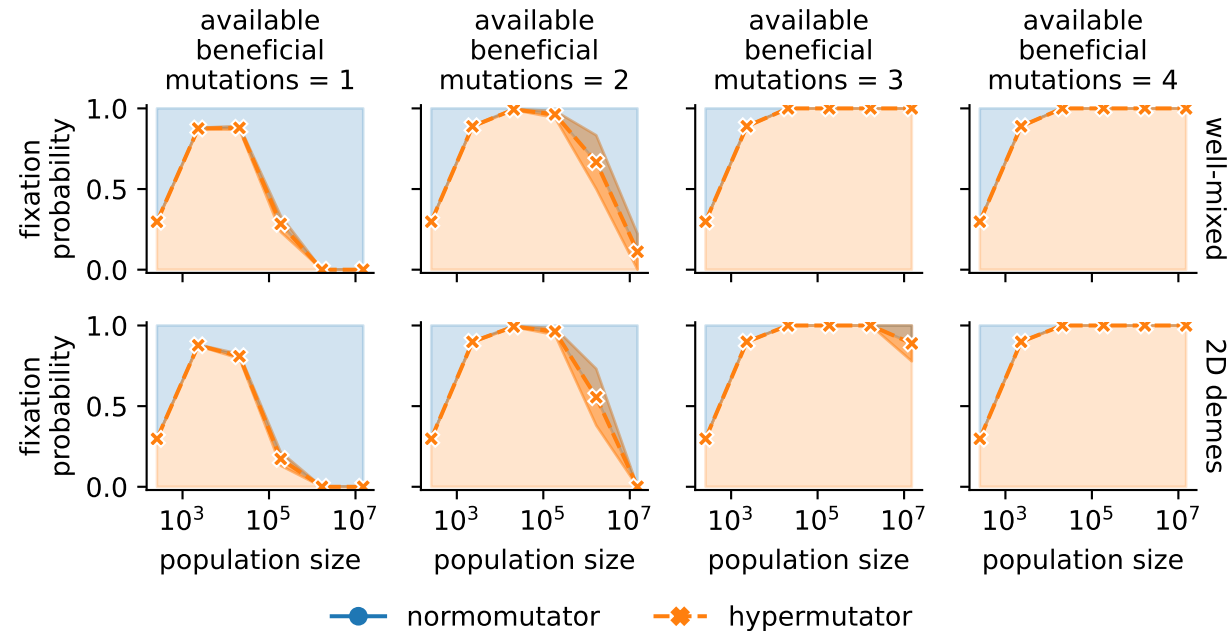 available
beneficial
mutations = 1
available
beneficial
mutations = 2
available
beneficial
mutations = 3
available
beneficial
mutations = 4
fixation
probability
1.0
0.5
0.0
well-mixed
fixation
probability
1.0
0.5
0.0
2D demes
10³ 10⁵ 10⁷
population size
10³ 10⁵ 10⁷
population size
10³ 10⁵ 10⁷
population size
10³ 10⁵ 10⁷
population size
normomutator hypermutator